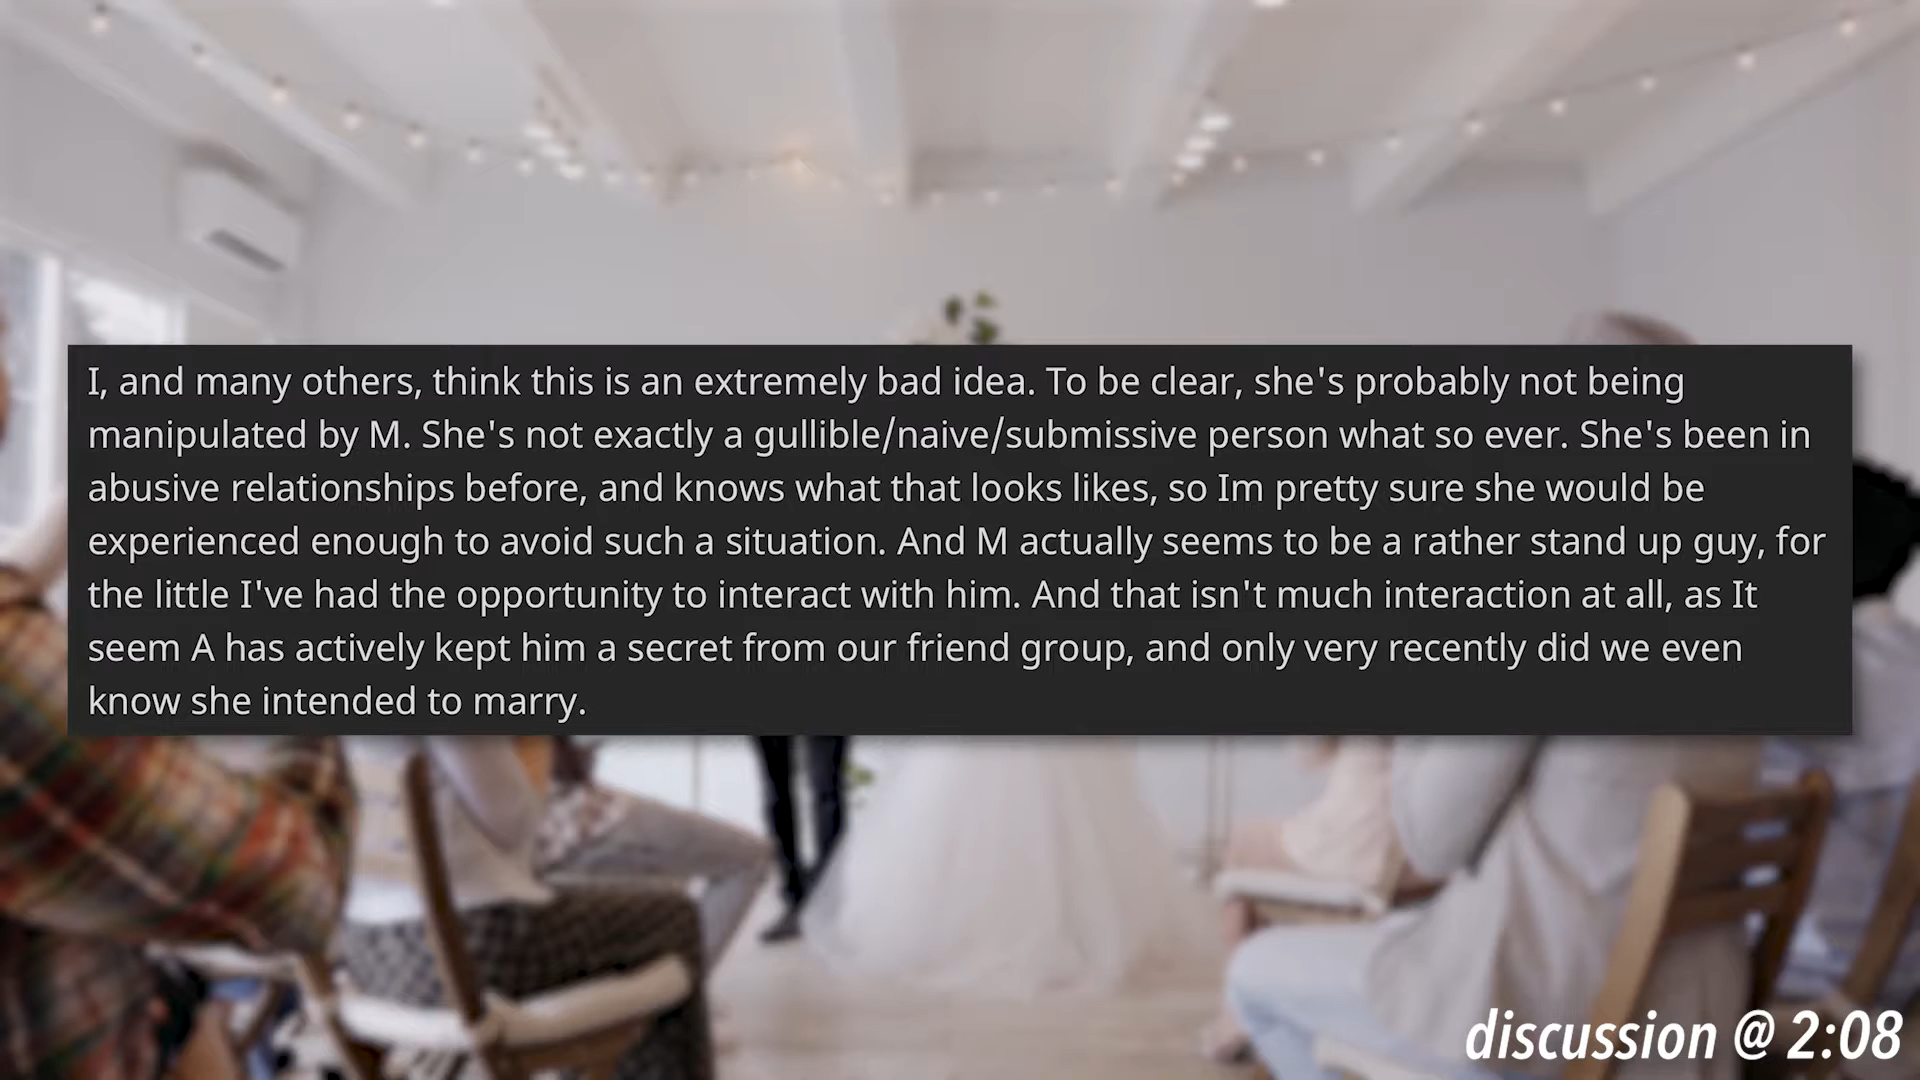 I, and many others, think this is an extremely bad idea. To be clear, she's probably not being
manipulated by M. She's not exactly a gullible/naive/submissive person what so ever. She's been in
abusive relationships before, and knows what that looks likes, so Im pretty sure she would be
experienced enough to avoid such a situation. And M actually seems to be a rather stand up guy, for
the little I've had the opportunity to interact with him. And that isn't much interaction at all, as It
seem A has actively kept him a secret from our friend group, and only very recently did we even
know she intended to marry.
discussion @ 2:08